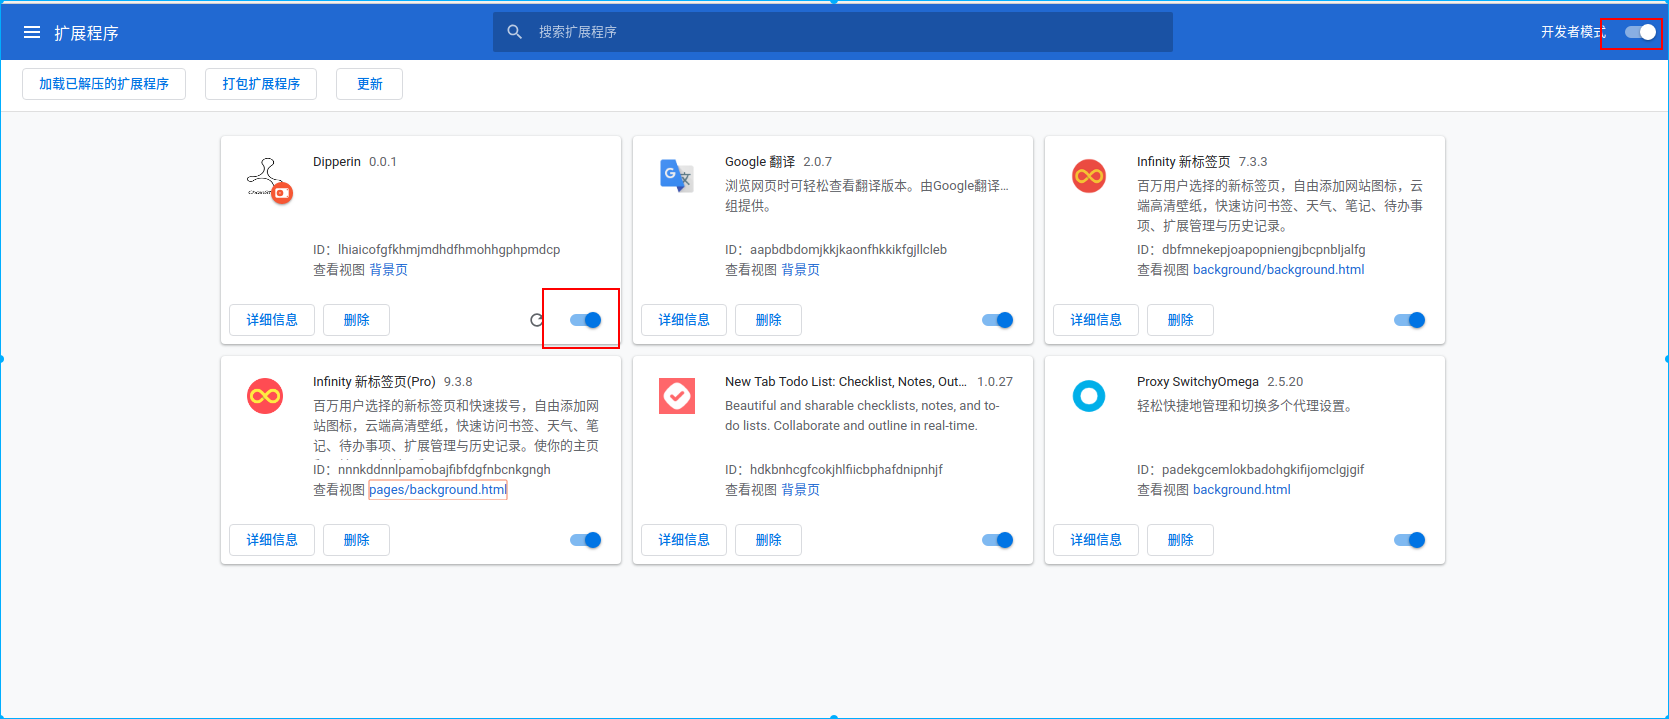 扩展程序
搜索扩展程序
开发者模式
加载已解压的扩展程序
打包扩展程序
更新
Dipperin 0.0.1
ID：lhiaicofgfkhmjmdhdfhmohhgphpmdcp
查看视图 背景页
详细信息
删除
Google 翻译 2.0.7
浏览网页时可轻松查看翻译版本。由Google翻译...
组提供。
ID：aapbdbdomjkkjkaonfhkkikfgjllcleb
查看视图 背景页
详细信息
删除
Infinity 新标签页 7.3.3
百万用户选择的新标签页，自由添加网站图标，云
端高清壁纸，快速访问书签、天气、笔记、待办事
项、扩展管理与历史记录。
ID：dbfmnekepjoapopniengjbcpnbljalfg
查看视图 background/background.html
详细信息
删除
Infinity 新标签页(Pro) 9.3.8
百万用户选择的新标签页和快速拨号，自由添加网
站图标，云端高清壁纸，快速访问书签、天气、笔
记、待办事项、扩展管理与历史记录。使你的主页
ID：nnnkddnnlpamobajfibfdgfnbcnkgngh
查看视图 pages/background.html
详细信息
删除
New Tab Todo List: Checklist, Notes, Out... 1.0.27
Beautiful and sharable checklists, notes, and to-
do lists. Collaborate and outline in real-time.
ID：hdkbnhcgfcokjhlfiicbphafdnipnhjf
查看视图 背景页
详细信息
删除
Proxy SwitchyOmega 2.5.20
轻松快捷地管理和切换多个代理设置。
ID：padekgcemlokbadohgkifijomclgjgif
查看视图 background.html
详细信息
删除